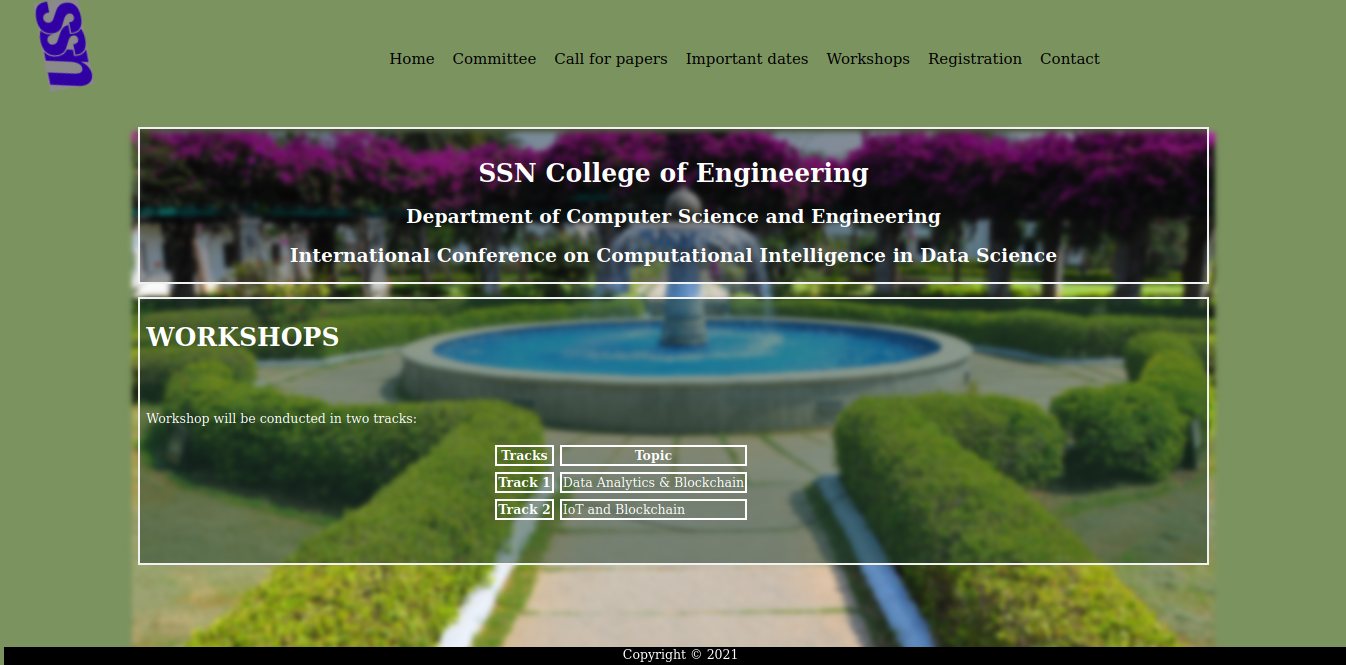 ssn
Home Committee Call for papers Important dates Workshops Registration Contact
SSN College of Engineering
Department of Computer Science and Engineering
International Conference on Computational Intelligence in Data Science
WORKSHOPS
Workshop will be conducted in two tracks:
Tracks Topic
Track 1 Data Analytics & Blockchain
Track 2 IoT and Blockchain
Copyright © 2021